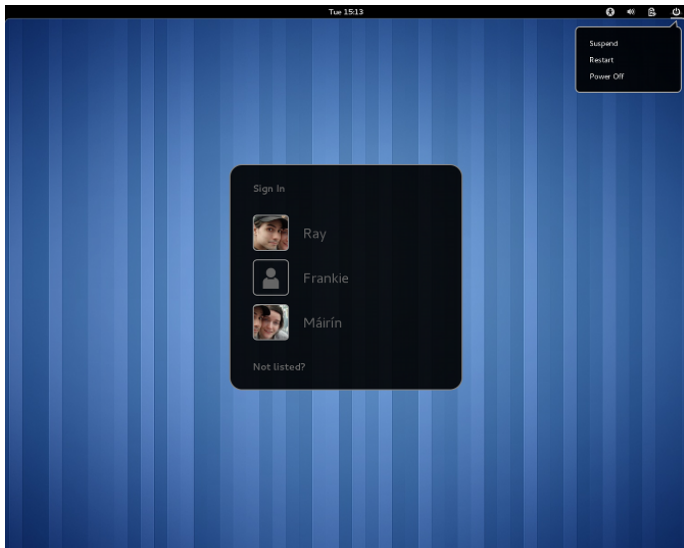 Tue 15:13
Suspend
Restart
Power Off
Sign In
Ray
Frankie
Máirín
Not listed?